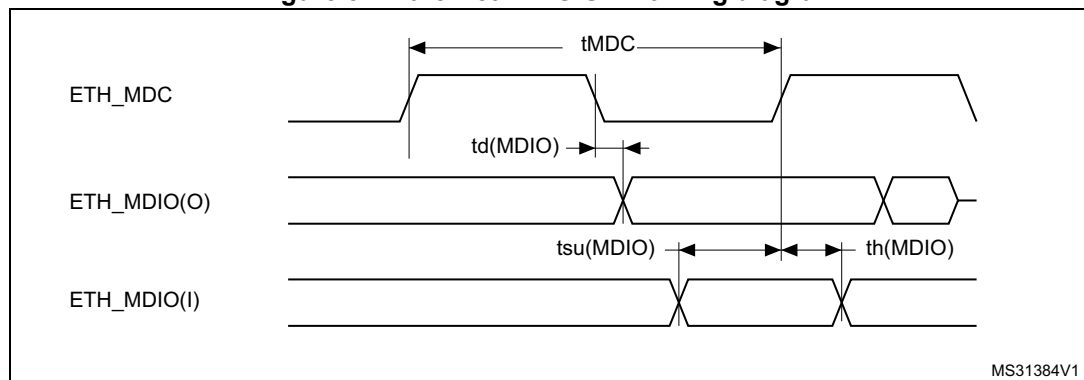 tMDC
ETH_MDC
td(MDIO)
ETH_MDIO(O)
tsu(MDIO)
th(MDIO)
ETH_MDIO(I)
MS31384V1